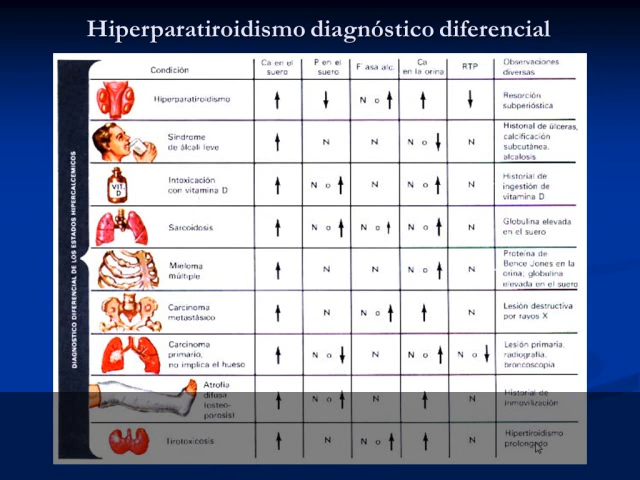 Hiperparatiroidismo diagnóstico diferencial
DIAGNOSTICO DIFERENCIAL DE LOS ESTADOS HIPERCALCEMICOS
Condición Ca en el suero P en el suero F asa alc. Ca en la orina RTP Observaciones diversas
Hiperparatiroidismo ↑ ↓ N o ↑ ↑ ↓ Resorción subperióstica
Síndrome de álcali leve ↑ N N N o ↓ N Historial de úlceras, calcificación subcutánea, alcalosis
VIT. D
Intoxicación con vitamina D ↑ N o ↑ N N o ↑ N Historial de ingestión de vitamina D
Sarcoidosis ↑ N o ↑ N o ↑ N o ↑ N Globulina elevada en el suero
Mieloma múltiple ↑ N N N o ↑ N Proteína de Bence Jones en la orina; globulina elevada en el suero
Carcinoma metastásico ↑ N N o ↑ ↑ N Lesión destructiva por rayos X
Carcinoma primario, no implica el hueso ↑ N o ↓ N N o ↑ N o ↓ Lesión primaria, radiografía, broncoscopia
Atrofia difusa (osteoporosis) ↑ N o ↑ N ↑ N Historial de inmovilización
Tirotoxicosis ↑ N N o ↑ ↑ N Hipertiroidismo prolongado